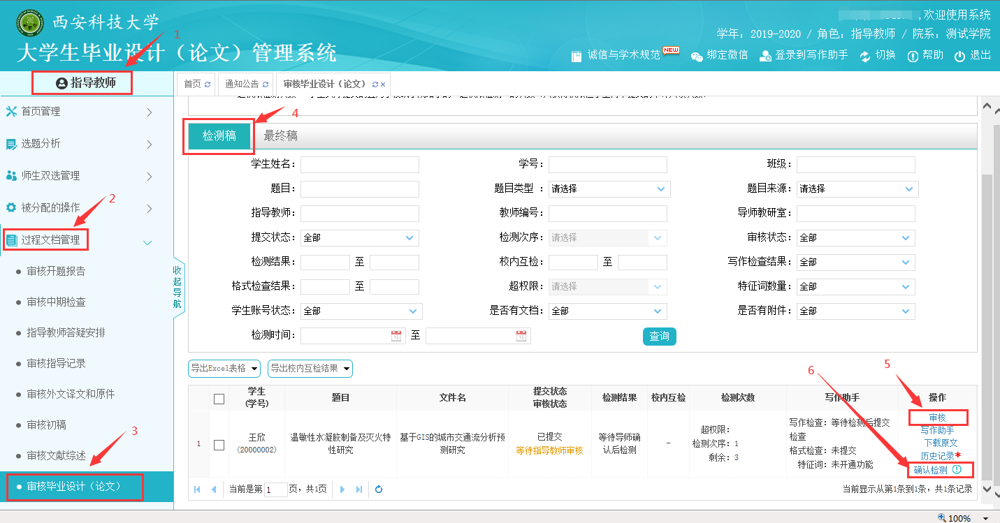 西安科技大学
大学生毕业设计（论文）管理系统
,欢迎使用系统
学年：2019-2020 / 角色：指导教师 / 院系：测试学院
诚信与学术规范 NEW 绑定微信 登录到写作助手 切换 帮助 退出
1
指导教师
首页 通知公告 审核毕业设计（论文）
首页管理
选题分析
师生双选管理
被分配的操作
2
过程文档管理
审核开题报告
审核中期检查
指导教师答疑安排
审核指导记录
审核外文译文和原件
审核初稿
3
审核文献综述
审核毕业设计（论文）
收起导航
4
检测稿 最终稿
学生姓名： 学号： 班级：
题目： 题目类型 ： 请选择 题目来源： 请选择
指导教师： 教师编号： 导师教研室：
提交状态： 全部 检测次序： 请选择 审核状态： 全部
检测结果： 至 校内互检： 至 写作检查结果： 全部
格式检查结果： 至 超权限： 请选择 特征词数量： 全部
学生账号状态： 全部 是否有文档： 全部 是否有附件： 全部
检测时间： 至 查询
导出Excel表格 导出校内互检结果
5
6
学生
(学号) 题目 文件名 提交状态
审核状态 检测结果 校内互检 检测次数 写作助手 操作
1
王欣
(20000002)
温敏性水凝胶制备及灭火特
性研究
基于GIS的城市交通流分析预
测研究
已提交
等待指导教师审核
等待导师确
认后检测
-
超权限：
检测次序：1
剩余：3
写作检查：等待检测后提交
检查
格式检查：未提交
特征词：未开通功能
审核
写作助手
下载原文
历史记录*
确认检测
当前是第 1 页，共1页
当前显示从第1条到1条，共1条记录
100%